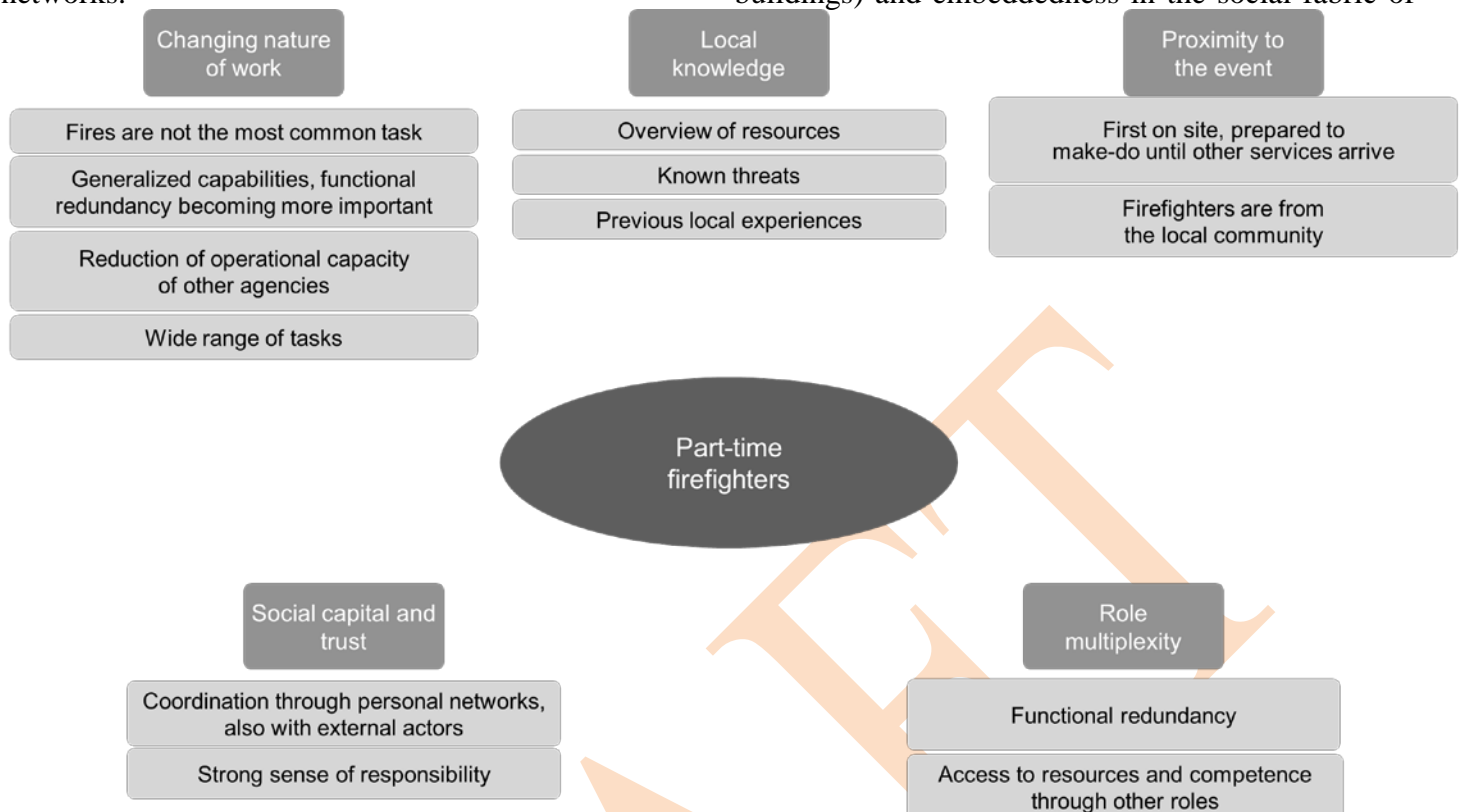 networks.
buildings) and embeddedness in the social fabric of
Changing nature
of work
Fires are not the most common task
Generalized capabilities, functional
redundancy becoming more important
Reduction of operational capacity
of other agencies
Wide range of tasks
Local
knowledge
Overview of resources
Known threats
Previous local experiences
Proximity to
the event
First on site, prepared to
make-do until other services arrive
Firefighters are from
the local community
Part-time
firefighters
Social capital and
trust
Coordination through personal networks,
also with external actors
Strong sense of responsibility
Role
multiplexity
Functional redundancy
Access to resources and competence
through other roles